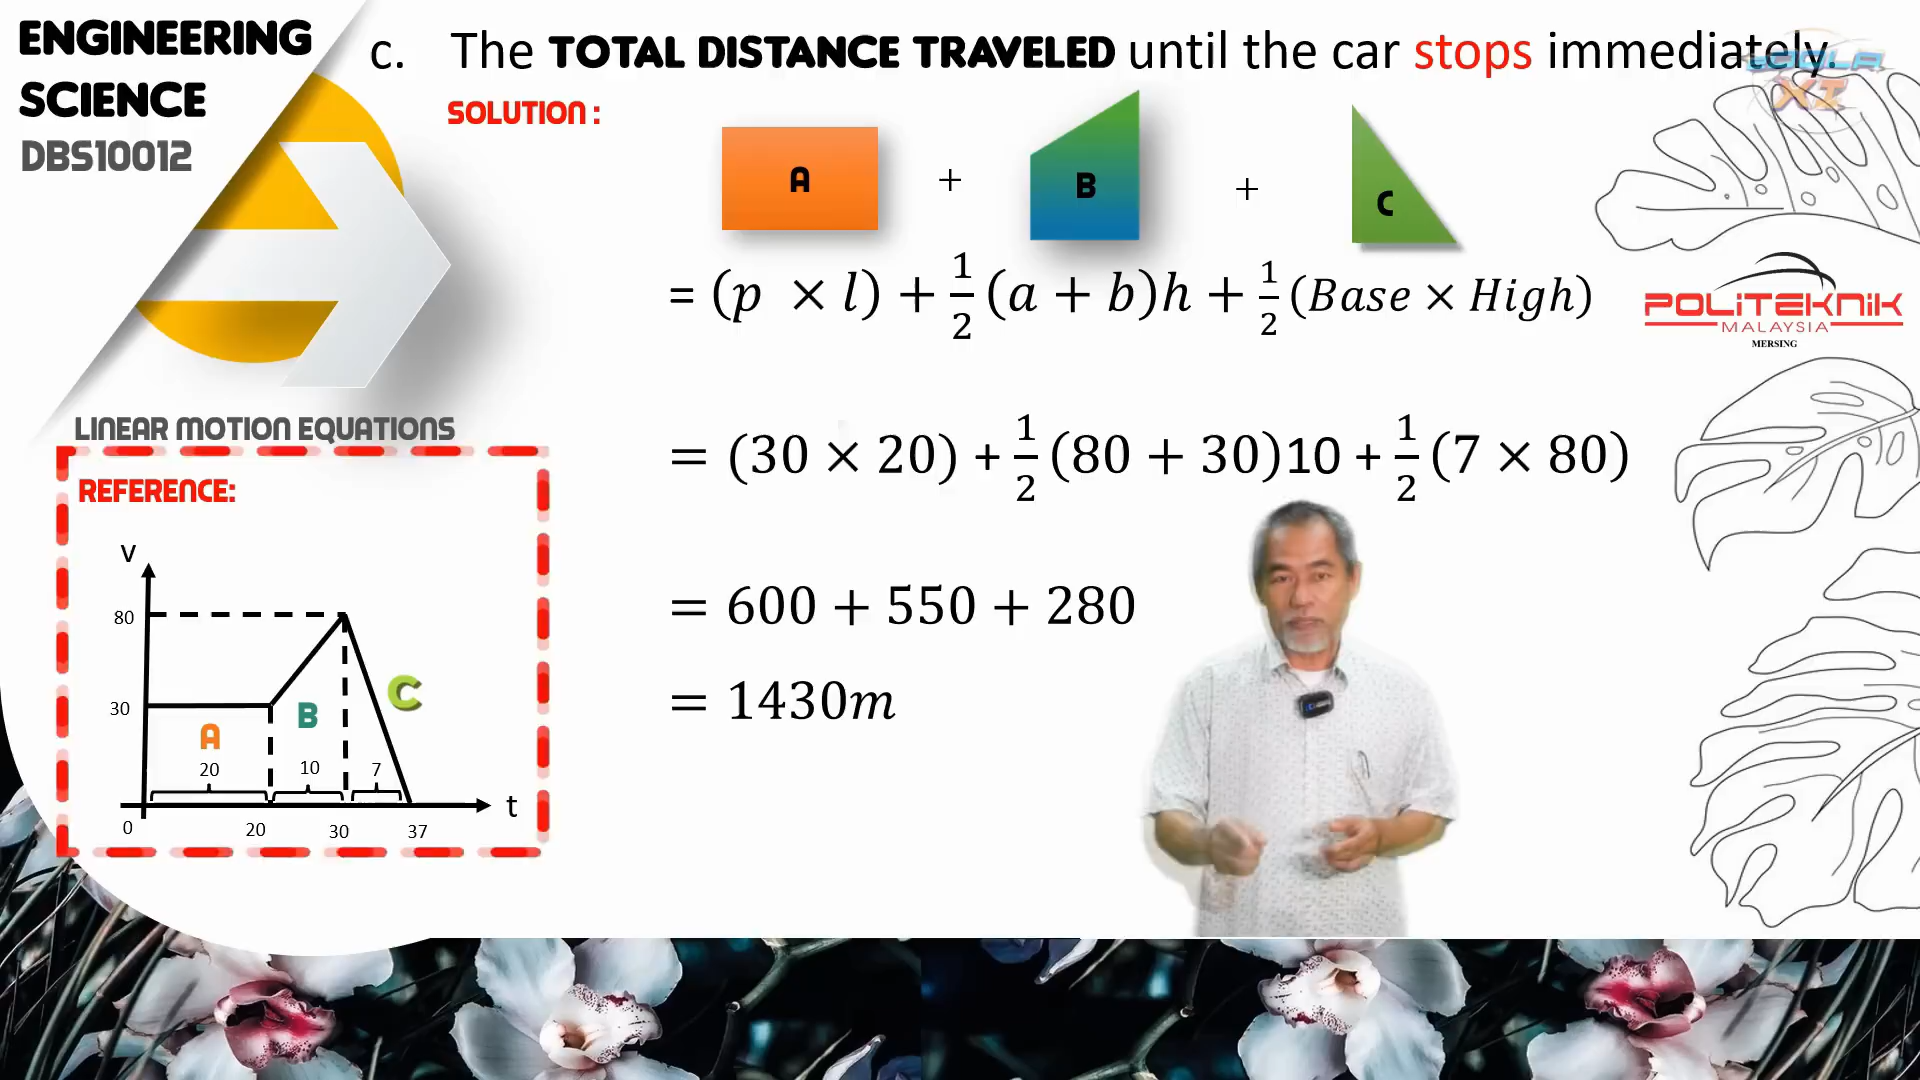 ENGINEERING
SCIENCE
DBS10012
c. The TOTAL DISTANCE TRAVELED until the car stops immediately.
SOLUTION :
A + B + C
= (p × l) + 1/2 (a + b)h + 1/2 (Base × High)
= (30 × 20) + 1/2 (80 + 30)10 + 1/2 (7 × 80)
= 600 + 550 + 280
= 1430m
POLITEKNIK
MALAYSIA
MERSING
LINEAR MOTION EQUATIONS
REFERENCE:
V
80
30
A
B
C
20
10
7
t
0
20
30
37
XI